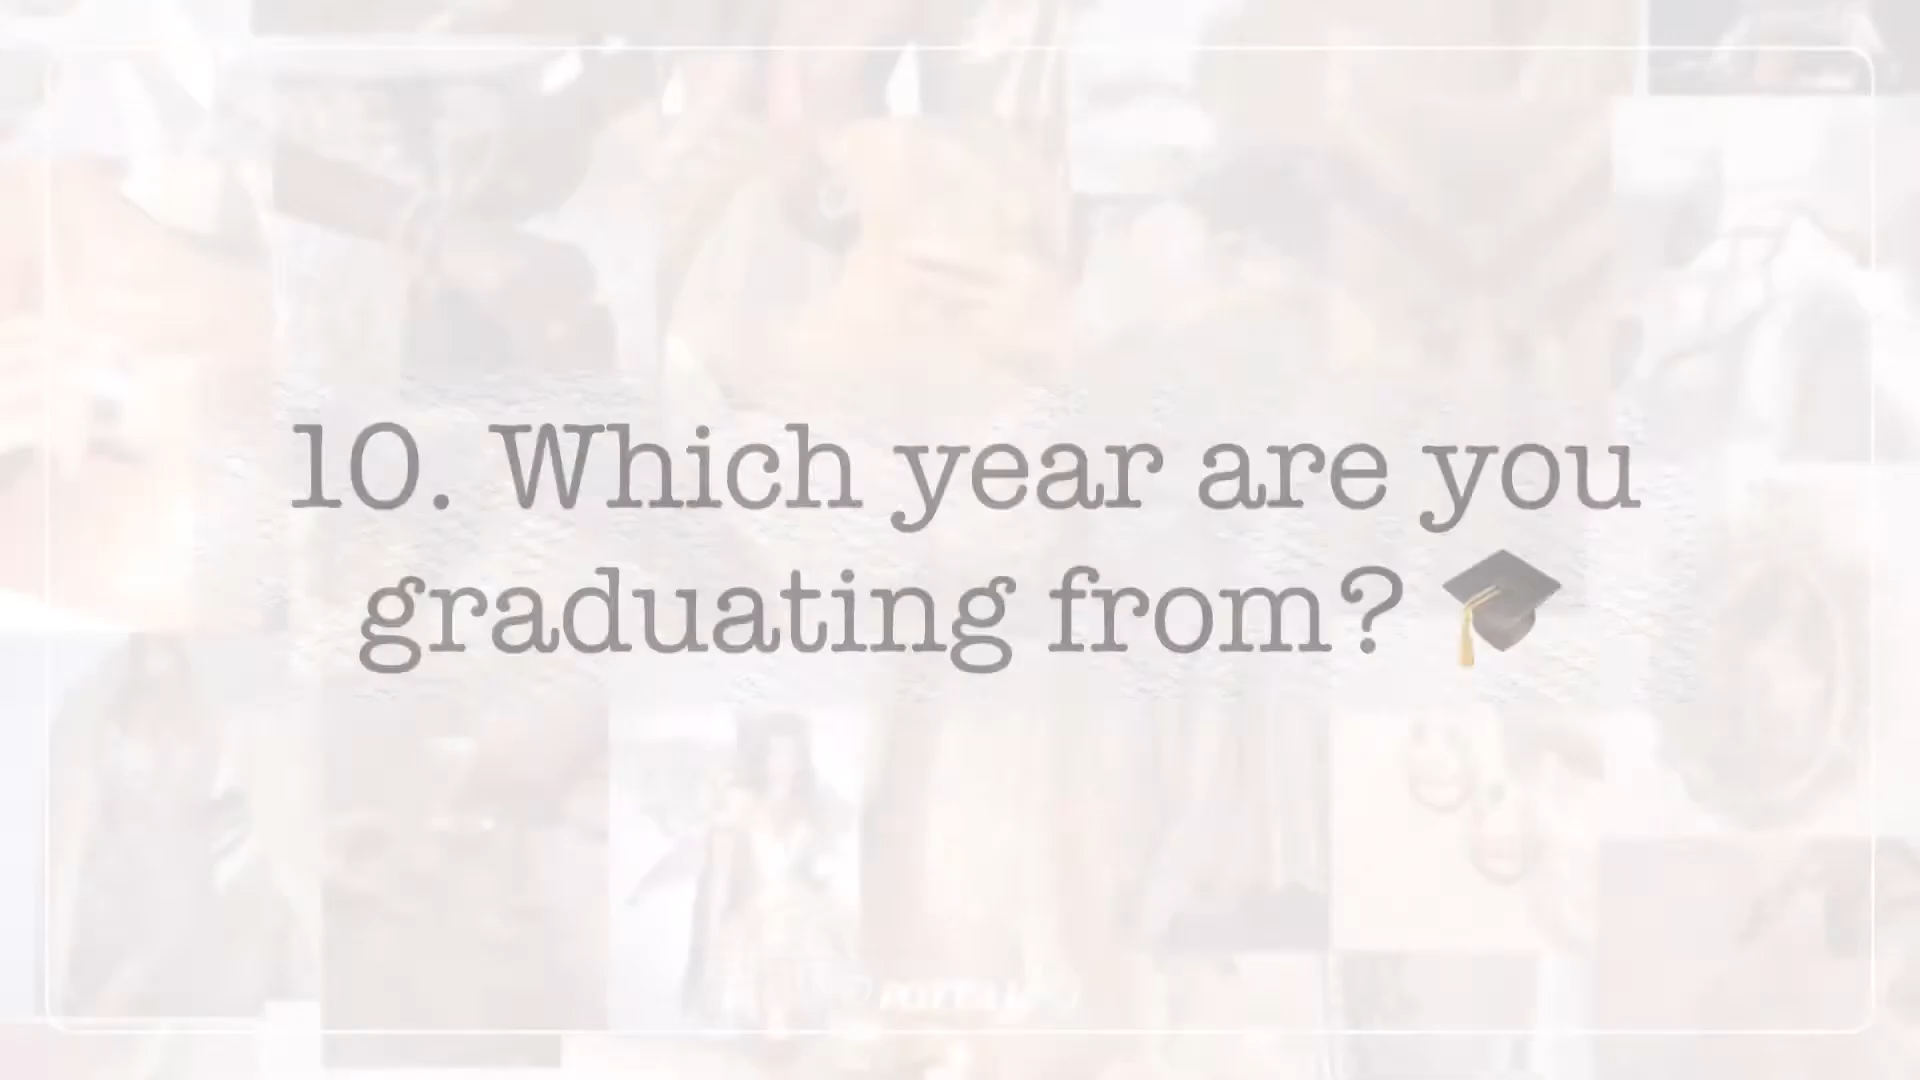 10. Which year are you
graduating from? 🎓